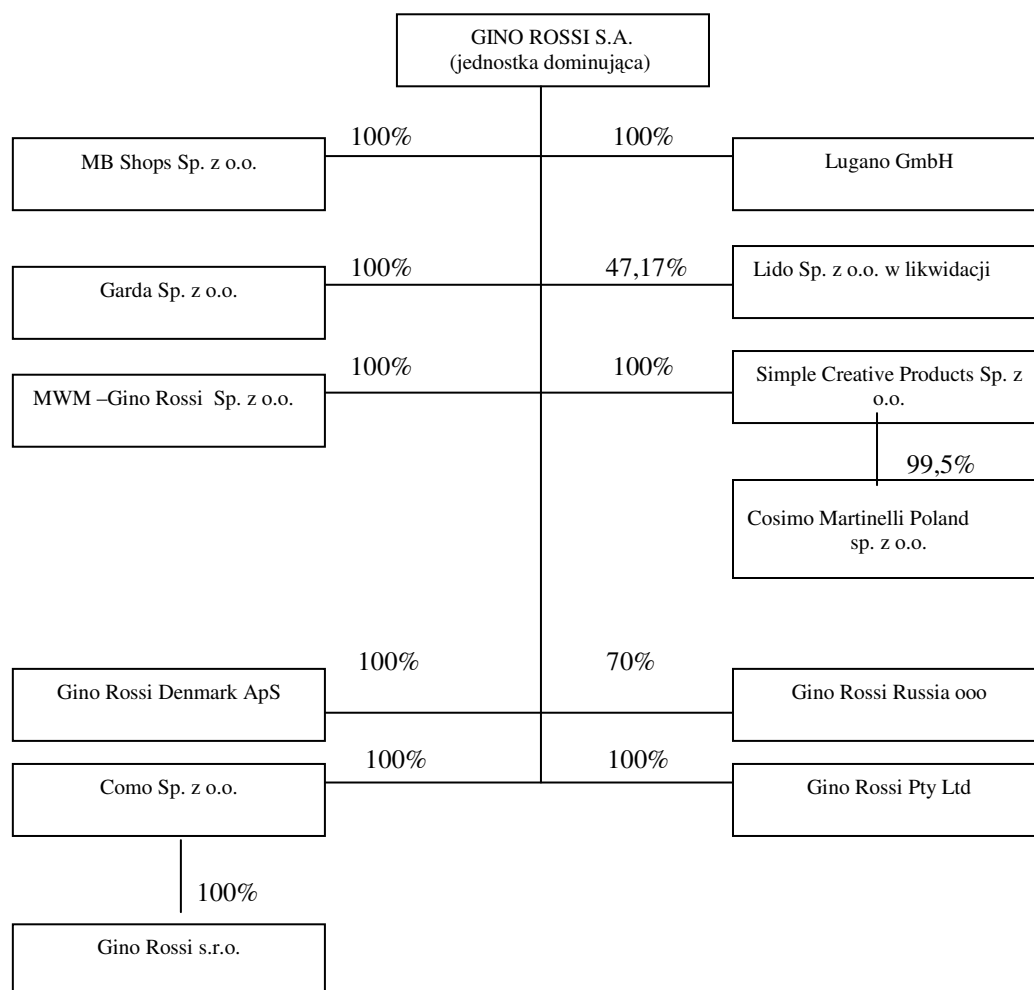 GINO ROSSI S.A.
(jednostka dominująca)
100%
100%
MB Shops Sp. z o.o.
Lugano GmbH
100%
47,17%
Garda Sp. z o.o.
Lido Sp. z o.o. w likwidacji
100%
100%
MWM –Gino Rossi Sp. z o.o.
Simple Creative Products Sp. z
o.o.
99,5%
Cosimo Martinelli Poland
sp. z o.o.
100%
70%
Gino Rossi Denmark ApS
Gino Rossi Russia ooo
100%
100%
Como Sp. z o.o.
Gino Rossi Pty Ltd
100%
Gino Rossi s.r.o.